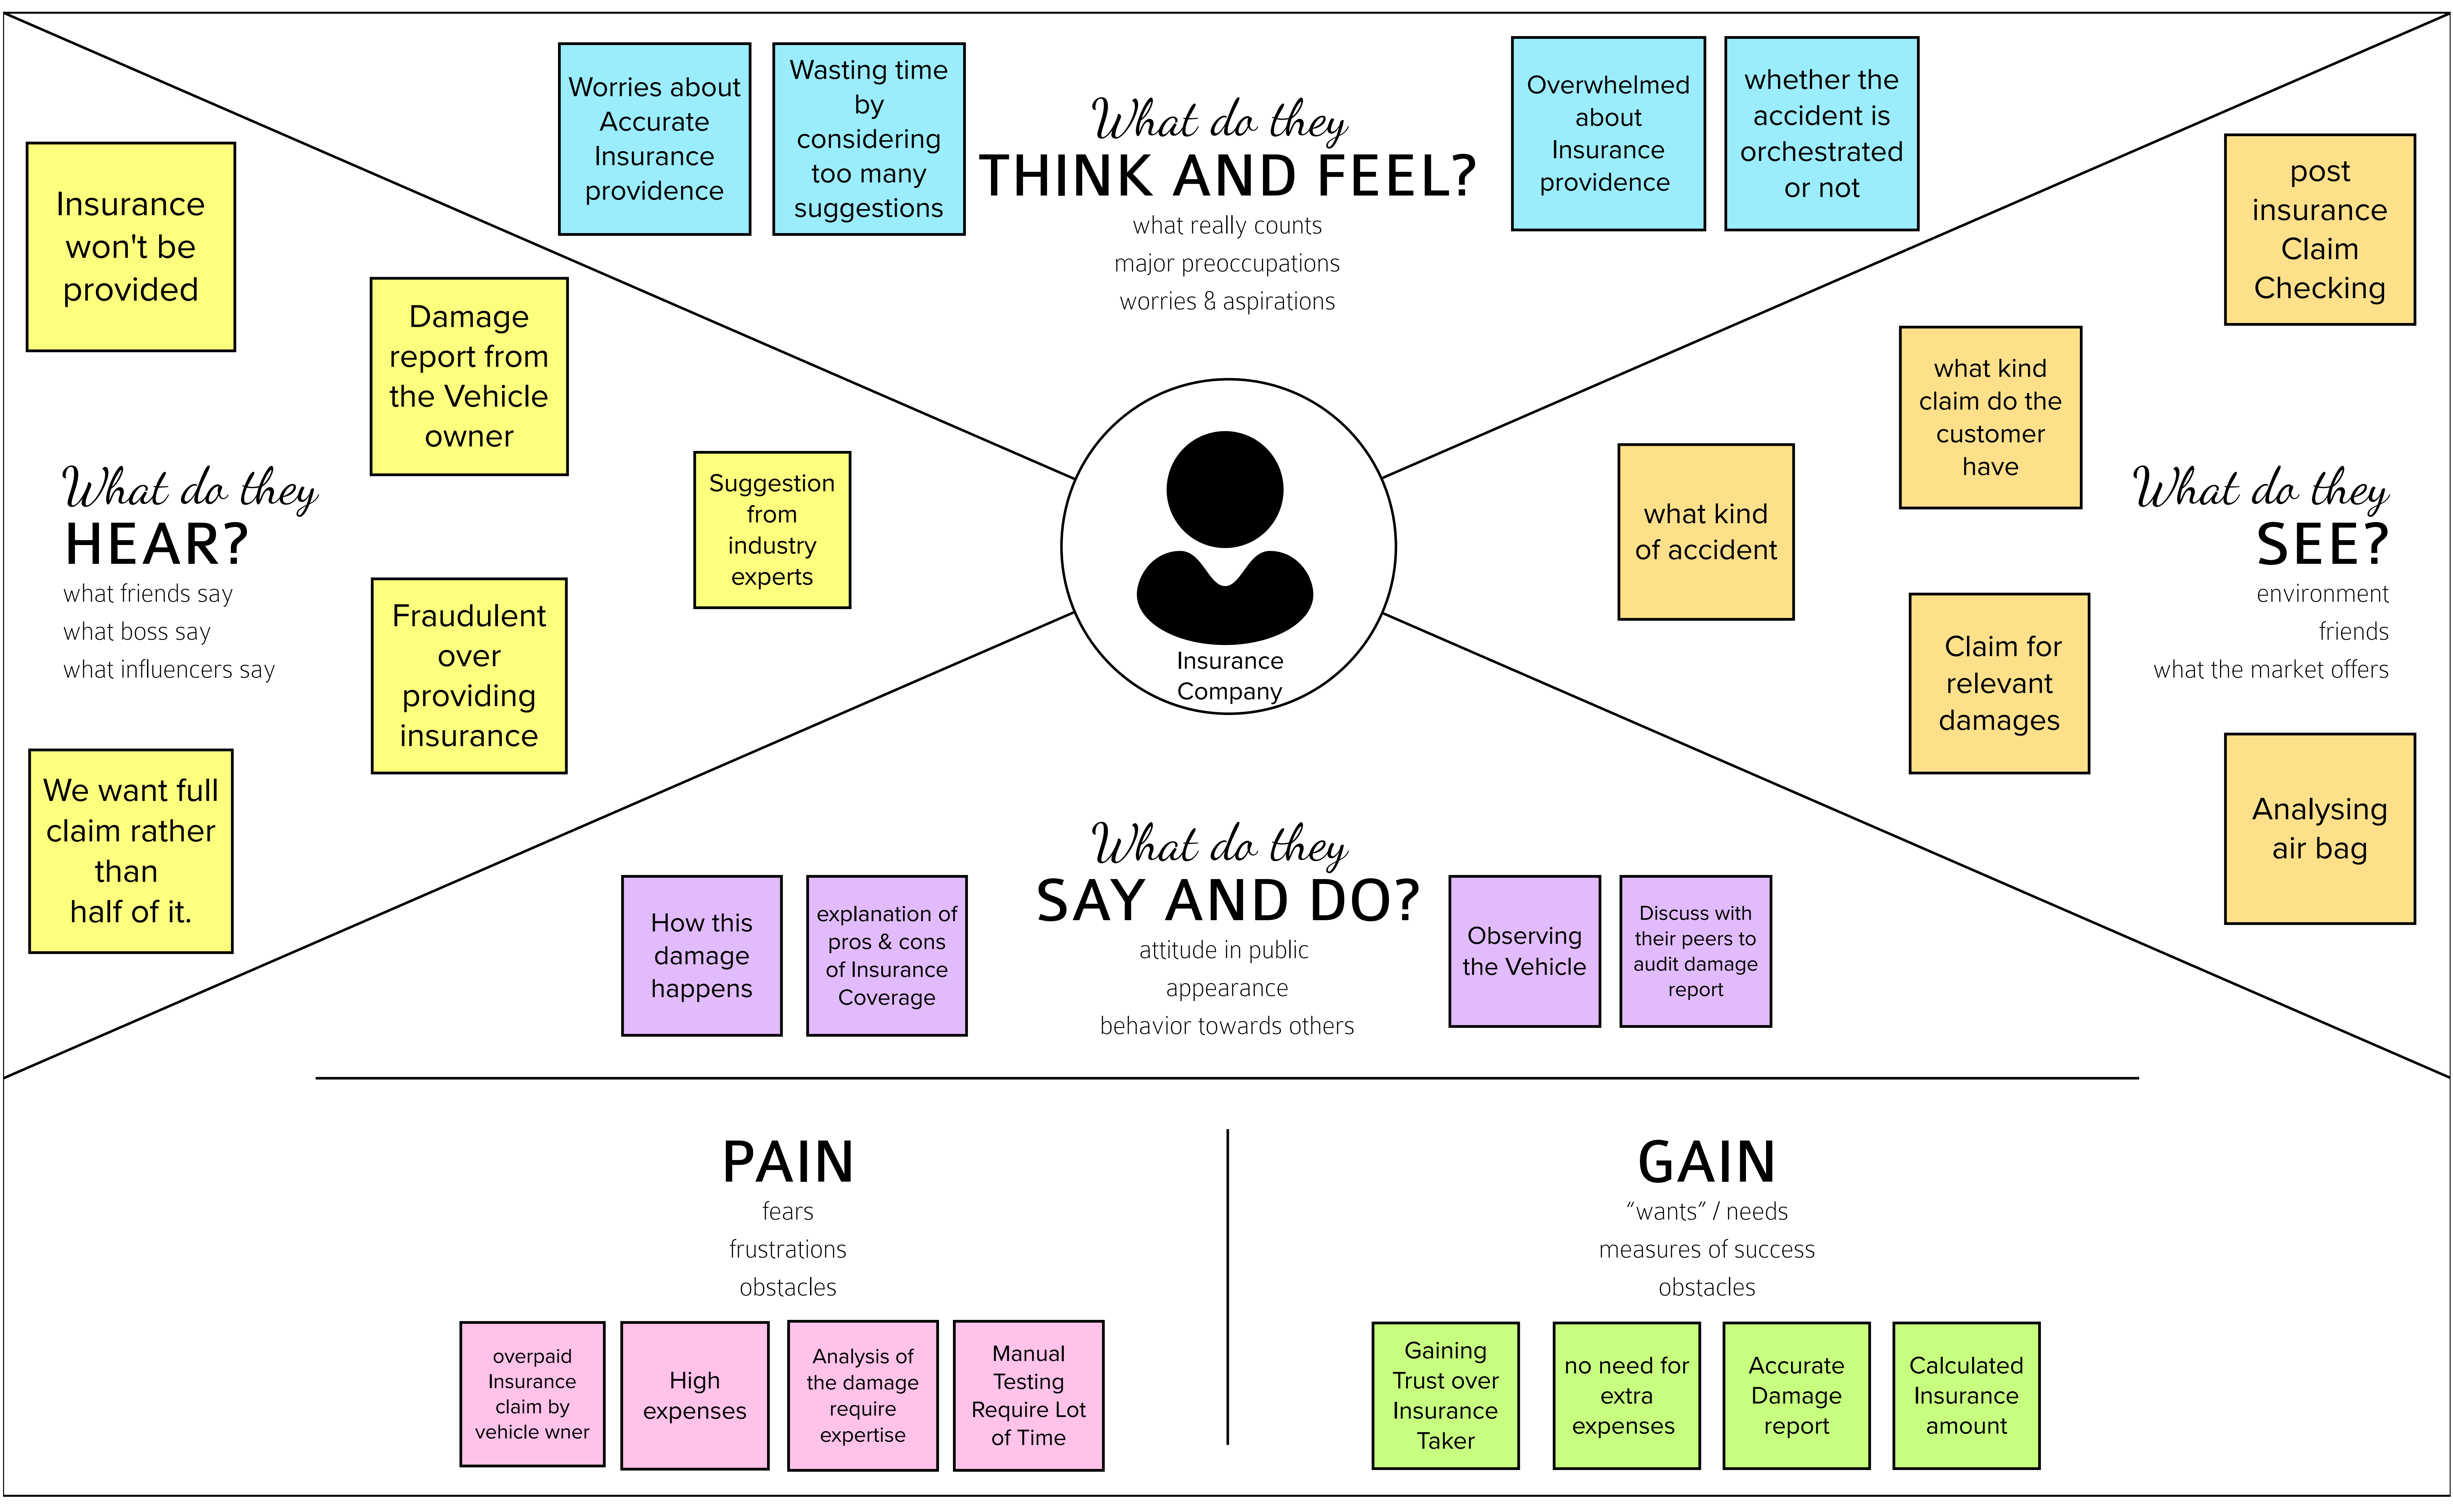 Worries about
Accurate
Insurance
providence
Wasting time
by
considering
too many
suggestions
What do they
THINK AND FEEL?
what really counts
major preoccupations
worries & aspirations
Overwhelmed
about
Insurance
providence
whether the
accident is
orchestrated
or not
Insurance
won't be
provided
Damage
report from
the Vehicle
owner
Suggestion
from
industry
experts
What do they
HEAR?
what friends say
what boss say
what influencers say
Fraudulent
over
providing
insurance
We want full
claim rather
than
half of it.
Insurance
Company
post
insurance
Claim
Checking
what kind
claim do the
customer
have
what kind
of accident
What do they
SEE?
environment
friends
what the market offers
Claim for
relevant
damages
Analysing
air bag
What do they
SAY AND DO?
attitude in public
appearance
behavior towards others
How this
damage
happens
explanation of
pros & cons
of Insurance
Coverage
Observing
the Vehicle
Discuss with
their peers to
audit damage
report
PAIN
fears
frustrations
obstacles
overpaid
Insurance
claim by
vehicle wner
High
expenses
Analysis of
the damage
require
expertise
Manual
Testing
Require Lot
of Time
GAIN
“wants” / needs
measures of success
obstacles
Gaining
Trust over
Insurance
Taker
no need for
extra
expenses
Accurate
Damage
report
Calculated
Insurance
amount